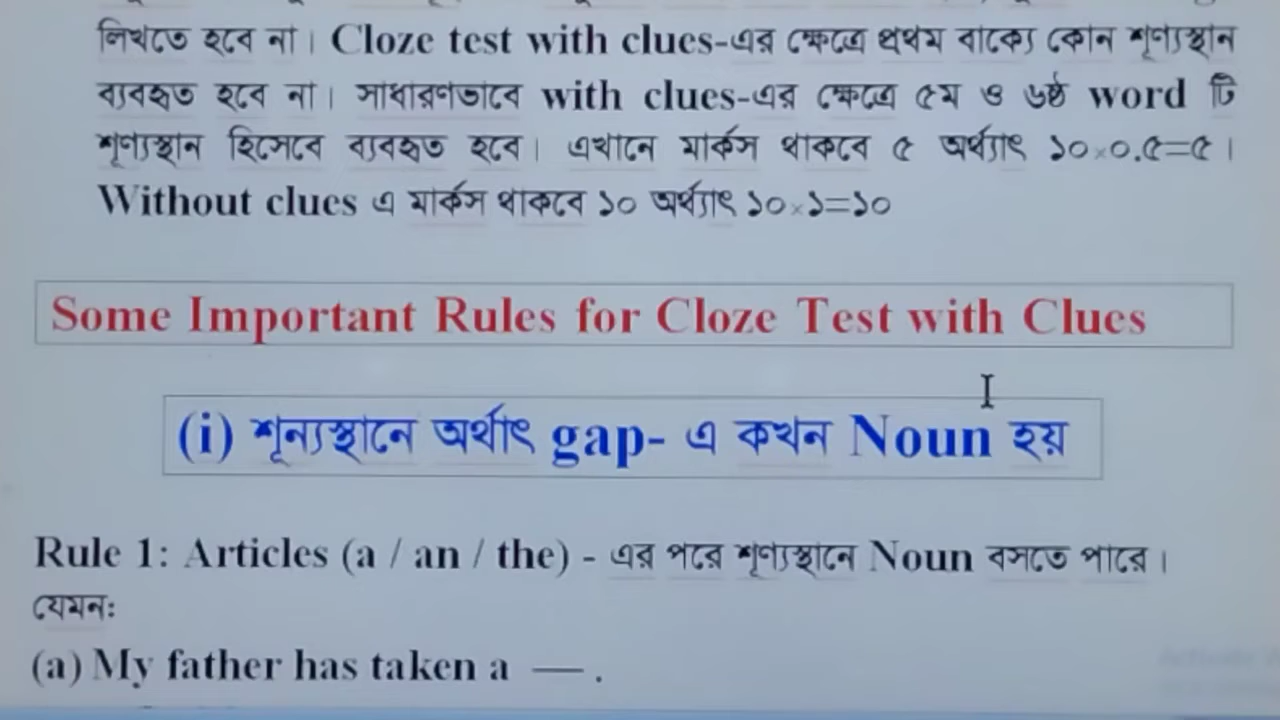 লিখতে হবে না। Cloze test with clues-এর ক্ষেত্রে প্রথম বাক্যে কোন শূণ্যস্থান
ব্যবহৃত হবে না। সাধারণভাবে with clues-এর ক্ষেত্রে ৫ম ও ৬ষ্ঠ word টি
শূণ্যস্থান হিসেবে ব্যবহৃত হবে। এখানে মার্কস থাকবে ৫ অর্থ্যাৎ ১০×০.৫=৫।
Without clues এ মার্কস থাকবে ১০ অর্থ্যাৎ ১০×১=১০
Some Important Rules for Cloze Test with Clues
(i) শূন্যস্থানে অর্থাৎ gap- এ কখন Noun হয়
Rule 1: Articles (a / an / the) - এর পরে শূণ্যস্থানে Noun বসতে পারে।
যেমনঃ
(a) My father has taken a — .